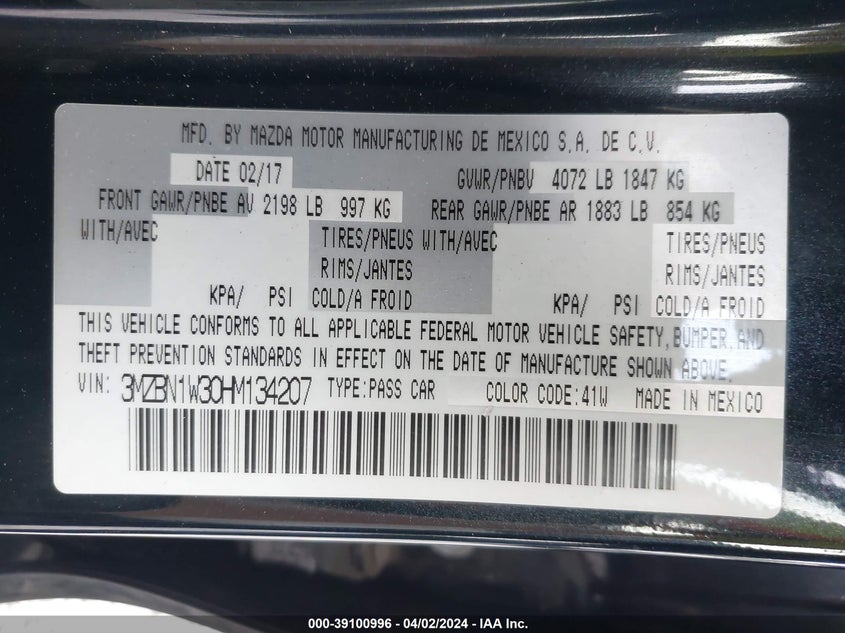 MFD. BY MAZDA MOTOR MANUFACTURING DE MEXICO S.A. DE C.V.
DATE 02/17 GVWR/PNBV 4072 LB 1847 KG
FRONT GAWR/PNBE AV 2198 LB 997 KG REAR GAWR/PNBE AR 1883 LB 854 KG
WITH/AVEC TIRES/PNEUS WITH/AVEC TIRES/PNEUS
RIMS/JANTES RIMS/JANTES
KPA/ PSI COLD/A FROID KPA/ PSI COLD/A FROID
THIS VEHICLE CONFORMS TO ALL APPLICABLE FEDERAL MOTOR VEHICLE SAFETY, BUMPER, AND
THEFT PREVENTION STANDARDS IN EFFECT ON THE DATE OF MANUFACTURE SHOWN ABOVE.
VIN: 3MZBN1W30HM134207 TYPE:PASS CAR COLOR CODE:41W MADE IN MEXICO
000-39100996 - 04/02/2024 - IAA Inc.